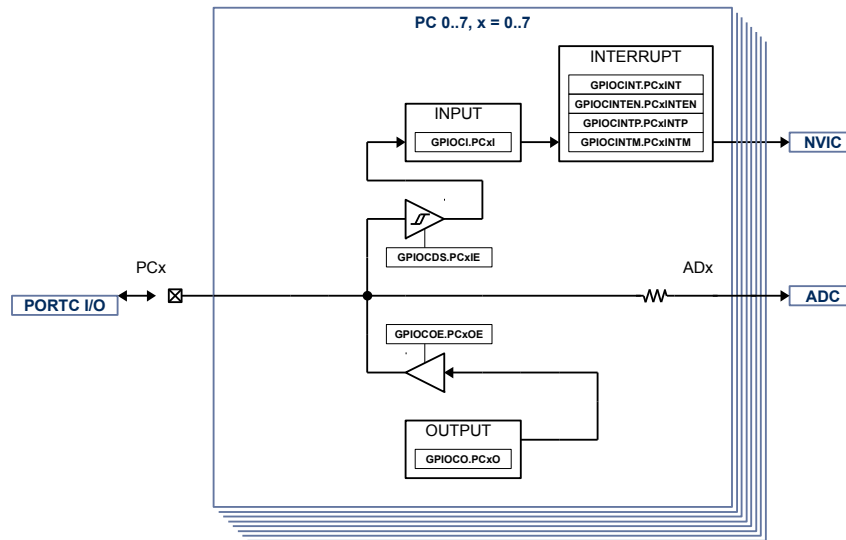 PC 0..7, x = 0..7
INTERRUPT
GPIOCINT.PCxINT
GPIOCINTEN.PCxINTEN
GPIOCINTP.PCxINTP
GPIOCINTM.PCxINTM
INPUT
GPIOCI.PCxI
NVIC
GPIOCDS.PCxIE
PCx
ADx
PORTC I/O
ADC
GPIOCOE.PCxOE
OUTPUT
GPIOCO.PCxO